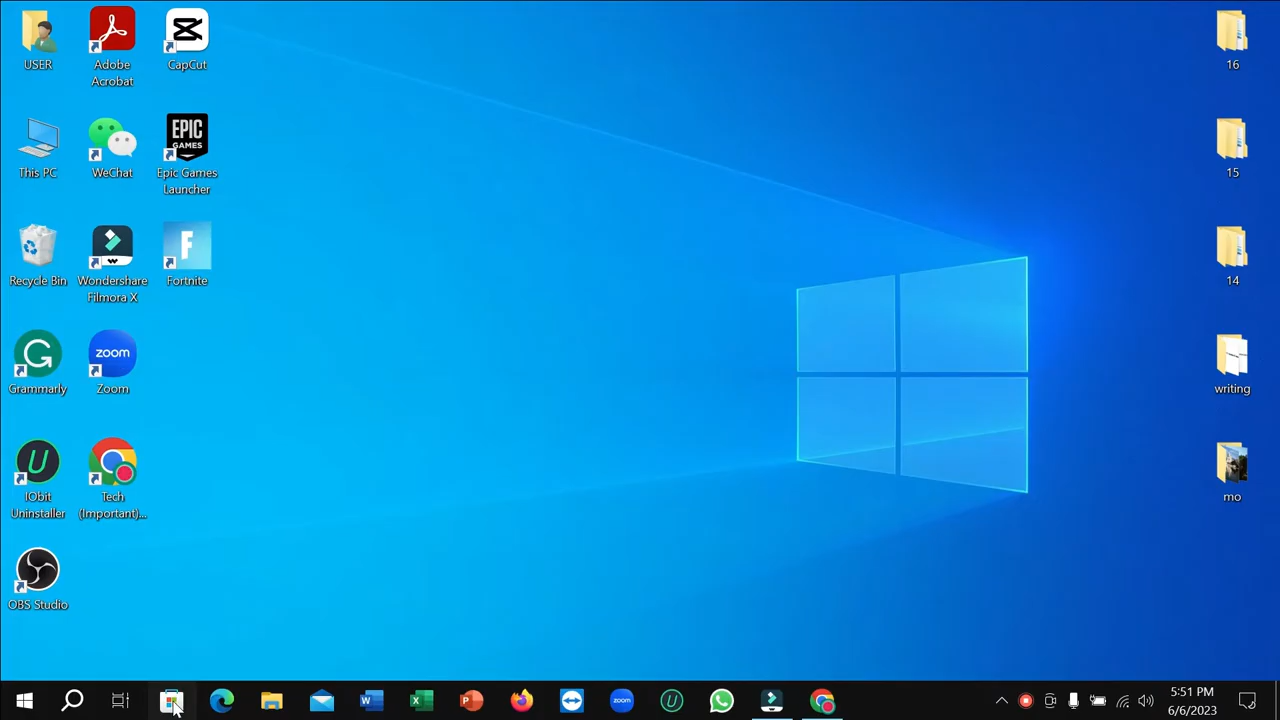 USER
Adobe
Acrobat
CapCut
16
This PC
WeChat
EPIC
GAMES
Epic Games
Launcher
15
Recycle Bin
Wondershare
Filmora X
F
Fortnite
14
G
Grammarly
zoom
Zoom
writing
U
IObit
Uninstaller
Tech
(Important)...
mo
OBS Studio
W
X
P
zoom
U
5:51 PM
6/6/2023